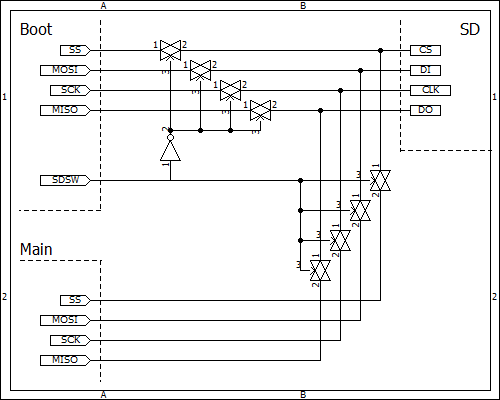 A B
Boot SD
SS 1 2 CS
MOSI 1 2 DI
3
1 SCK 1 2 CLK 1
3
MISO 1 2 DO
3
2 3
1 1
SDSW 3
2
1
3
2
Main 1
3
2
3 1
2
2 2
SS
MOSI
SCK
MISO
A B